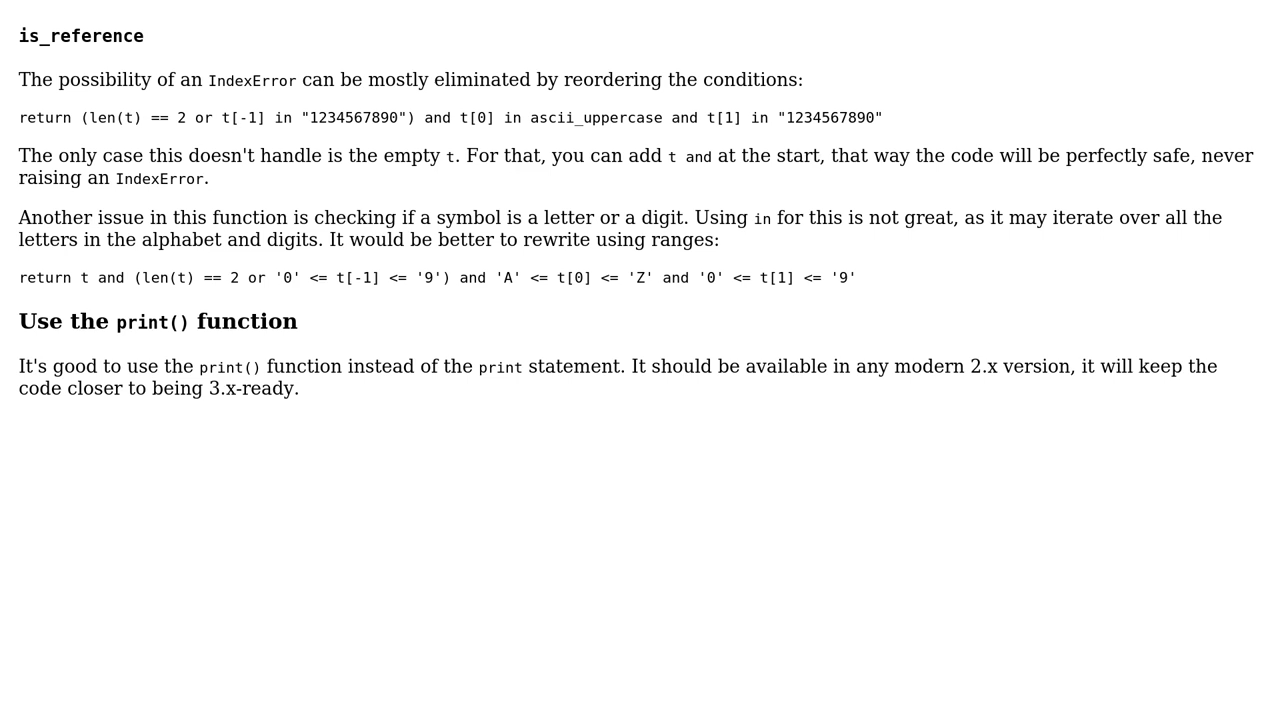 is_reference
The possibility of an IndexError can be mostly eliminated by reordering the conditions:
return (len(t) == 2 or t[-1] in "1234567890") and t[0] in ascii_uppercase and t[1] in "1234567890"
The only case this doesn't handle is the empty t. For that, you can add t and at the start, that way the code will be perfectly safe, never
raising an IndexError.
Another issue in this function is checking if a symbol is a letter or a digit. Using in for this is not great, as it may iterate over all the
letters in the alphabet and digits. It would be better to rewrite using ranges:
return t and (len(t) == 2 or '0' <= t[-1] <= '9') and 'A' <= t[0] <= 'Z' and '0' <= t[1] <= '9'
Use the print() function
It's good to use the print() function instead of the print statement. It should be available in any modern 2.x version, it will keep the
code closer to being 3.x-ready.